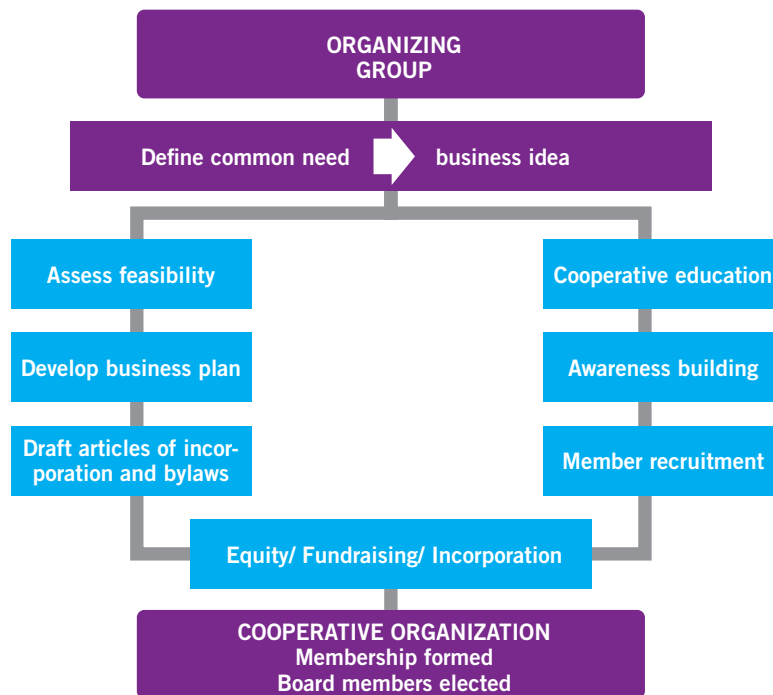 ORGANIZING
GROUP
Define common need business idea
Assess feasibility
Develop business plan
Draft articles of incor-
poration and bylaws
Cooperative education
Awareness building
Member recruitment
Equity/ Fundraising/ Incorporation
COOPERATIVE ORGANIZATION
Membership formed
Board members elected